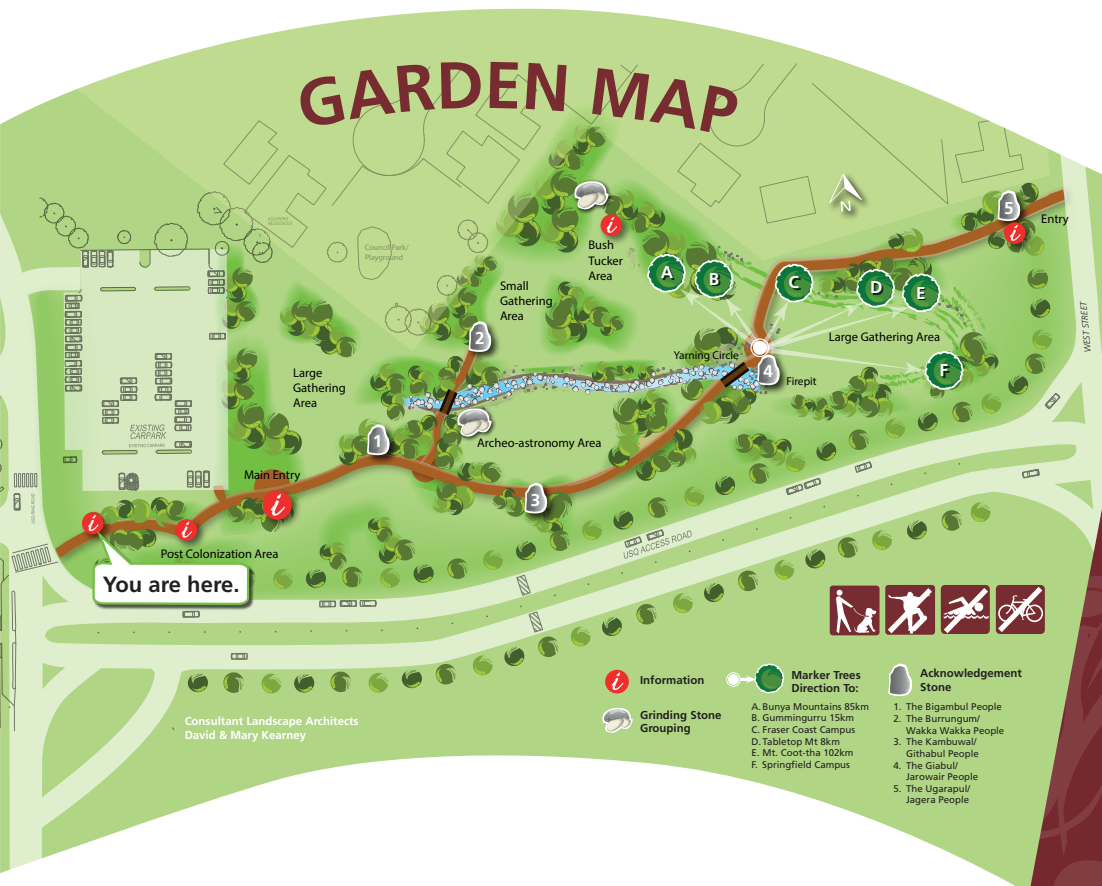 GARDEN MAP
N
5
Entry
i
i
Council Park/
Playground
Bush
Tucker
Area
A
B
C
D
E
Small
Gathering
Area
2
Large Gathering Area
WEST STREET
Yarning Circle
4
Firepit
F
Large
Gathering
Area
1
Archeo-astronomy Area
EXISTING
CARPARK
EXISTING CARPARK
Main Entry
3
i
i
i
Post Colonization Area
You are here.
USQ ACCESS ROAD
i Information
Grinding Stone
Grouping
Marker Trees
Direction To:
A. Bunya Mountains 85km
B. Gummingurru 15km
C. Fraser Coast Campus
D. Tabletop Mt 8km
E. Mt. Coot-tha 102km
F. Springfield Campus
Acknowledgement
Stone
1. The Bigambul People
2. The Burrungum/
Wakka Wakka People
3. The Kambuwal/
Githabul People
4. The Giabul/
Jarowair People
5. The Ugarapul/
Jagera People
Consultant Landscape Architects
David & Mary Kearney